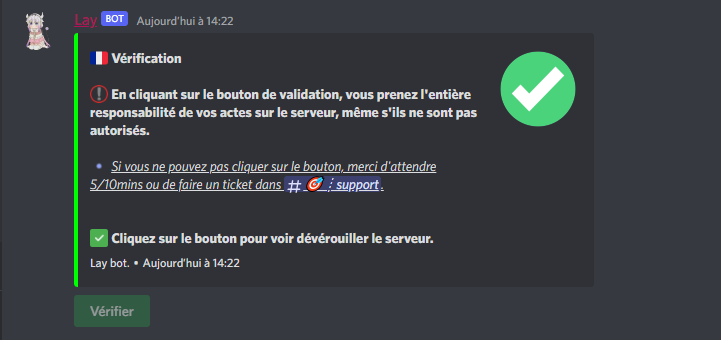 Lay BOT Aujourd'hui à 14:22
Vérification
En cliquant sur le bouton de validation, vous prenez l'entière
responsabilité de vos actes sur le serveur, même s'ils ne sont pas
autorisés.
Si vous ne pouvez pas cliquer sur le bouton, merci d'attendre
5/10mins ou de faire un ticket dans #🎯⋮support.
Cliquez sur le bouton pour voir dévérouiller le serveur.
Lay bot. • Aujourd'hui à 14:22
Vérifier